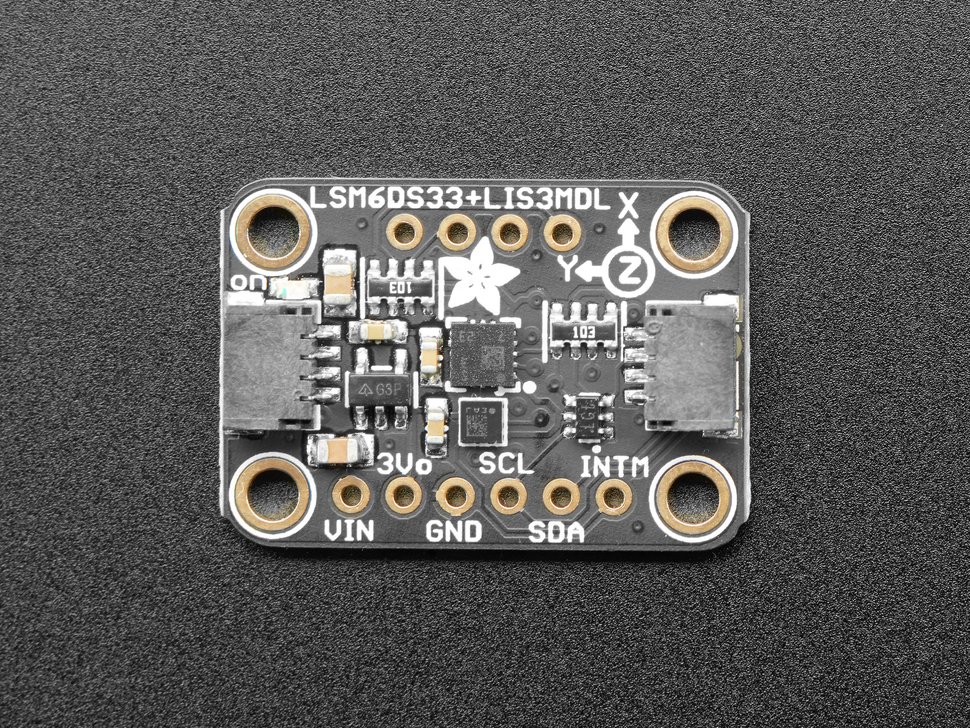 LSM6DS33+LIS3MDL
X
Y
Z
on
103
103
G3P
3Vo
SCL
INTM
VIN
GND
SDA